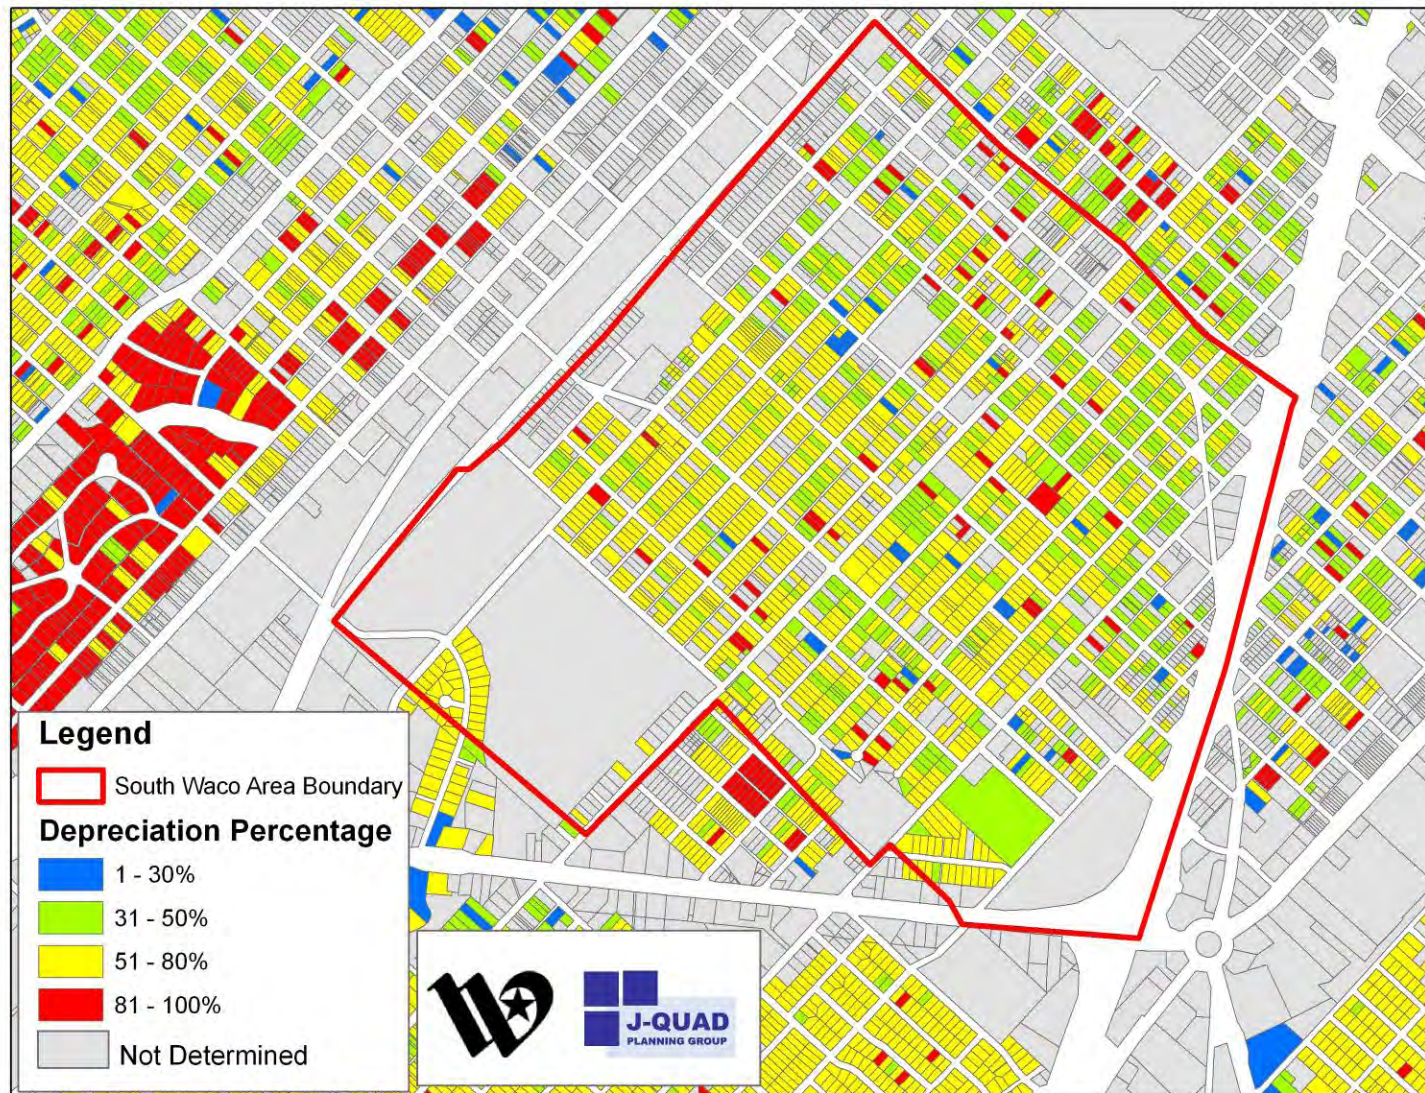 Legend
South Waco Area Boundary
Depreciation Percentage
1 - 30%
31 - 50%
51 - 80%
81 - 100%
Not Determined
W
J-QUAD
PLANNING GROUP